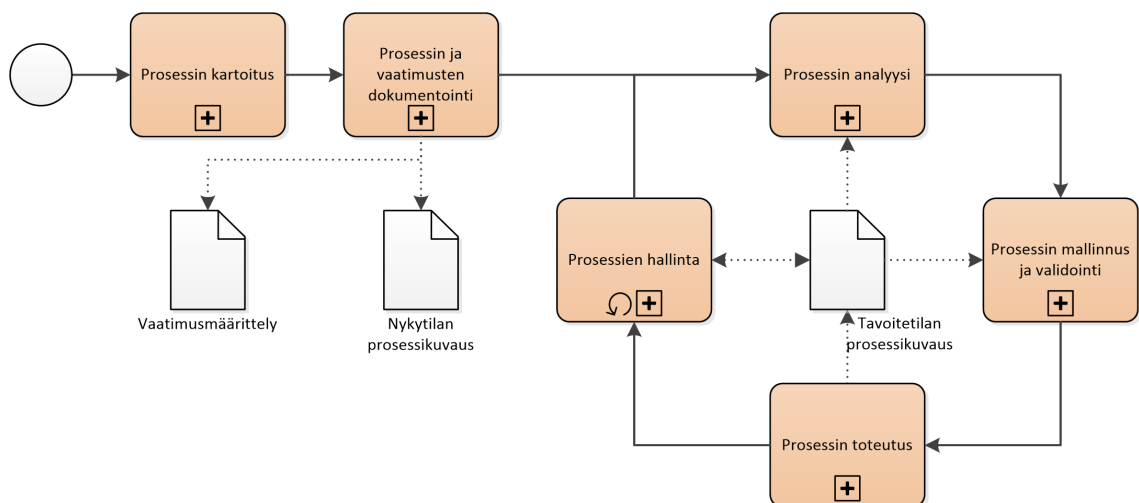 Prosessin kartoitus
Prosessin ja
vaatimusten
dokumentointi
Prosessin analyysi
Prosessien hallinta
Prosessin mallinnus
ja validointi
Vaatimusmäärittely
Nykytilan
prosessikuvaus
Tavoitetilan
prosessikuvaus
Prosessin toteutus